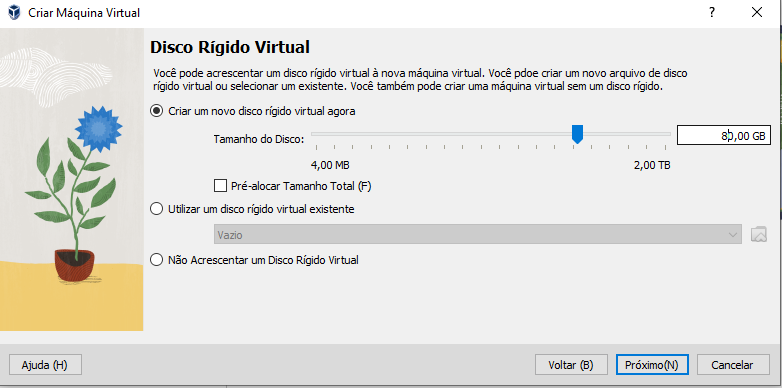 Criar Máquina Virtual
Disco Rígido Virtual
Você pode acrescentar um disco rígido virtual à nova máquina virtual. Você pdoe criar um novo arquivo de disco
rígido virtual ou selecionar um existente. Você também pode criar uma máquina virtual sem um disco rígido.
Criar um novo disco rígido virtual agora
Tamanho do Disco:
80,00 GB
4,00 MB
2,00 TB
Pré-alocar Tamanho Total (F)
Utilizar um disco rígido virtual existente
Vazio
Não Acrescentar um Disco Rígido Virtual
Ajuda (H)
Voltar (B)
Próximo(N)
Cancelar